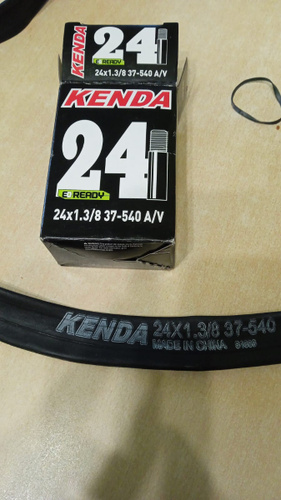 KENDA
24
E READY
24x1.3/8 37-540 A/V
KENDA
24
E READY
24x1.3/8 37-540 A/V
KENDA 24X1.3/8 37-540
MADE IN CHINA